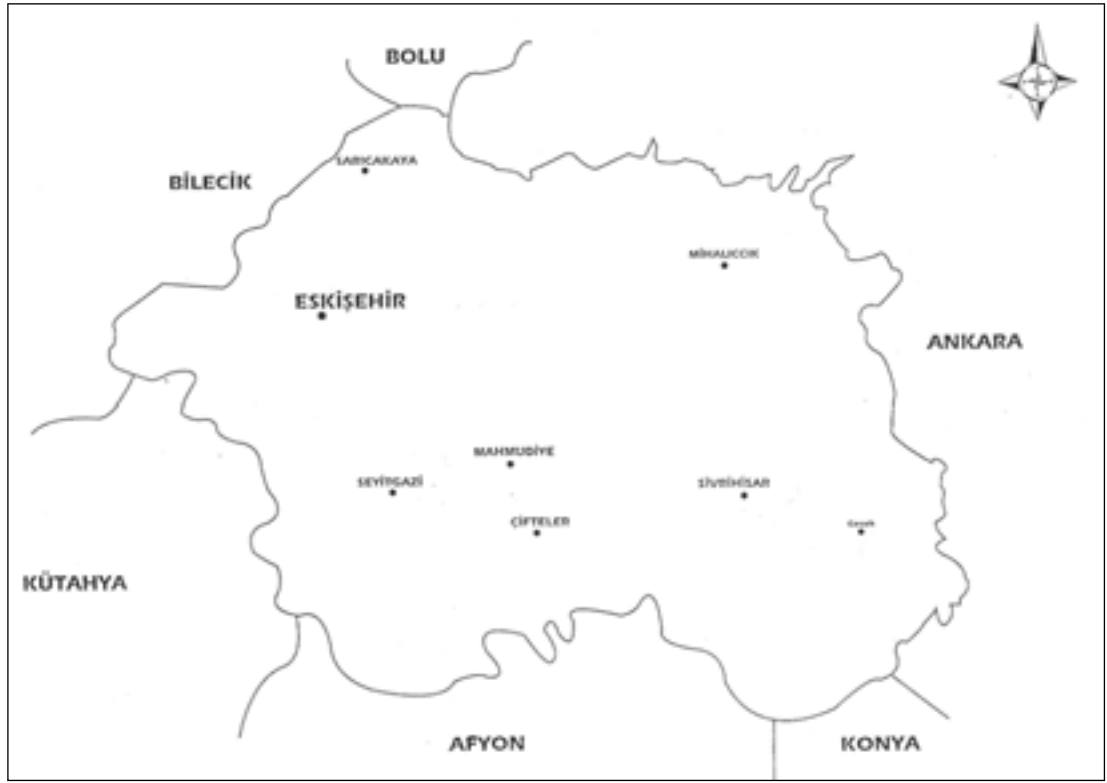 BOLU
SARICAKAYA
BİLECİK
MİHALICCIK
ESKİŞEHİR
ANKARA
MAHMUDİYE
SEYİTGAZİ
SİVRİHİSAR
ÇİFTELER
KÜTAHYA
AFYON
KONYA